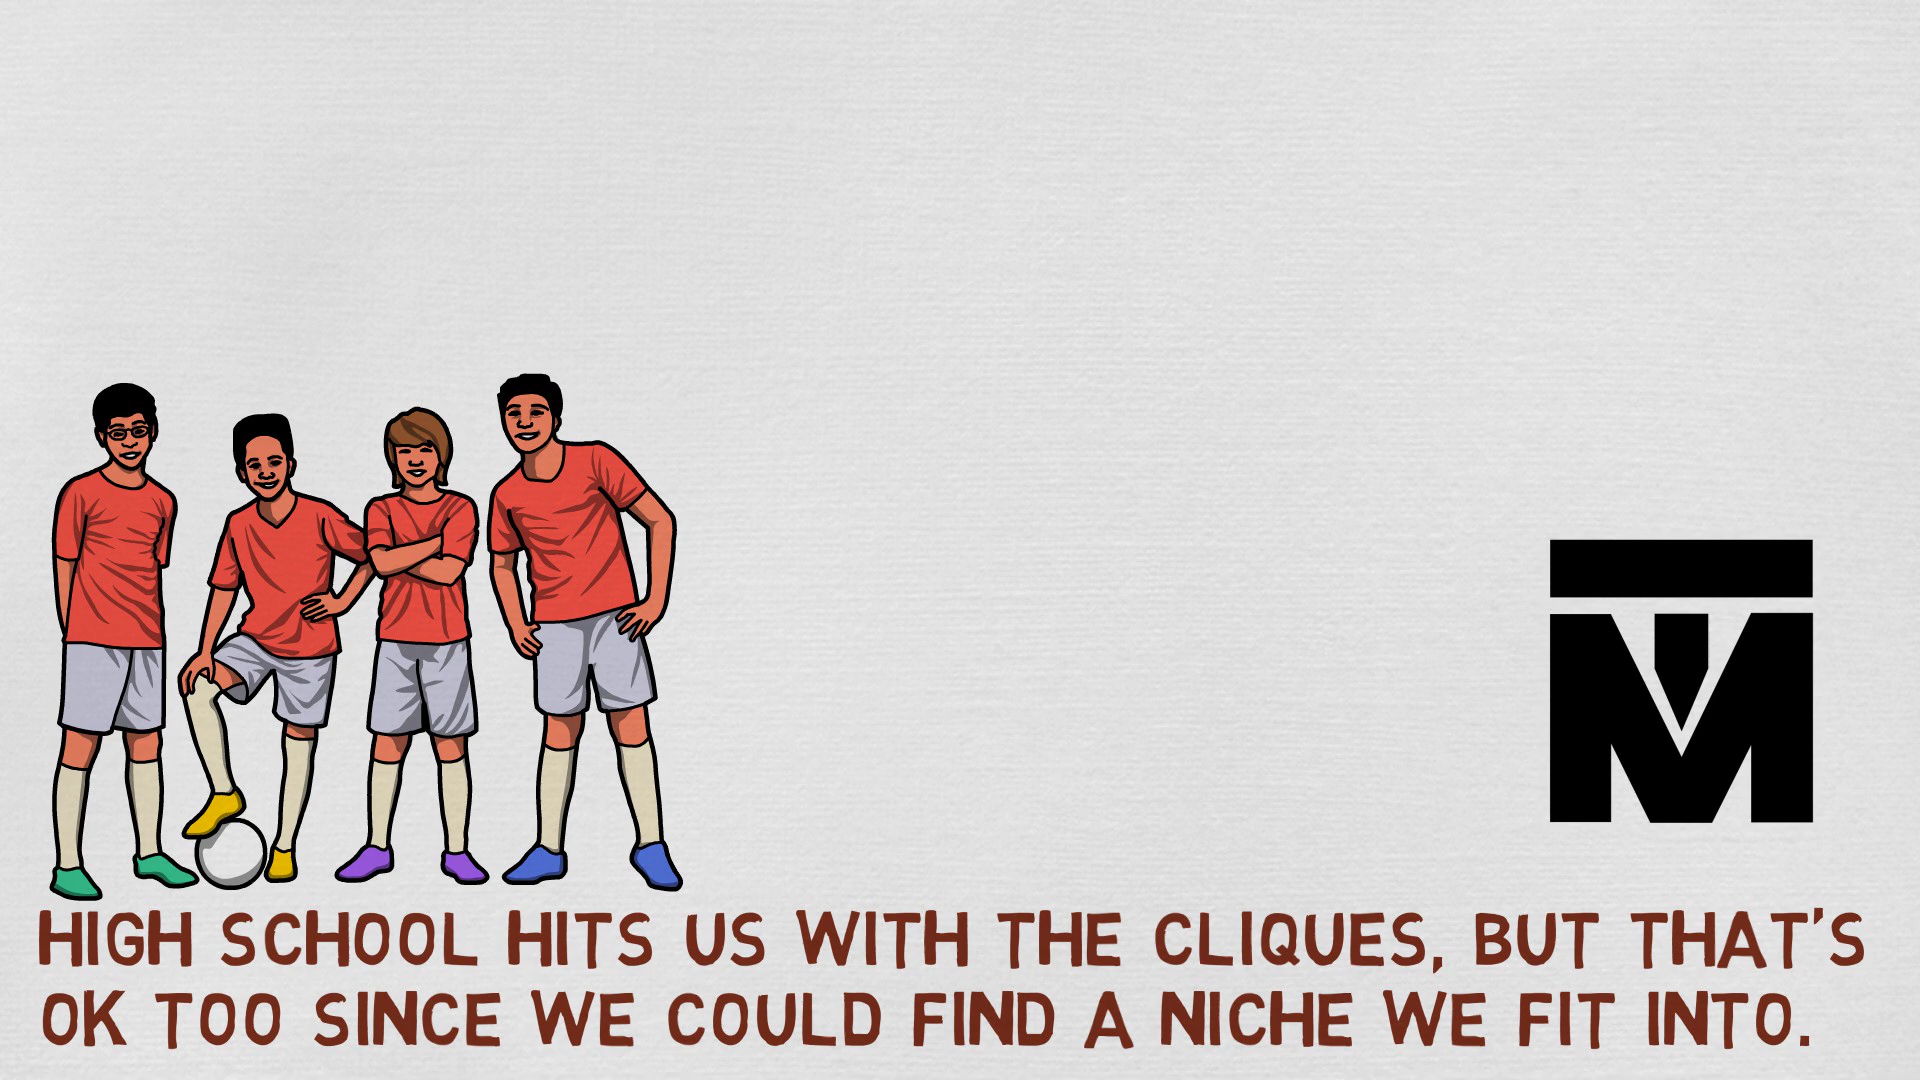 TM
HIGH SCHOOL HITS US WITH THE CLIQUES, BUT THAT'S
OK TOO SINCE WE COULD FIND A NICHE WE FIT INTO.